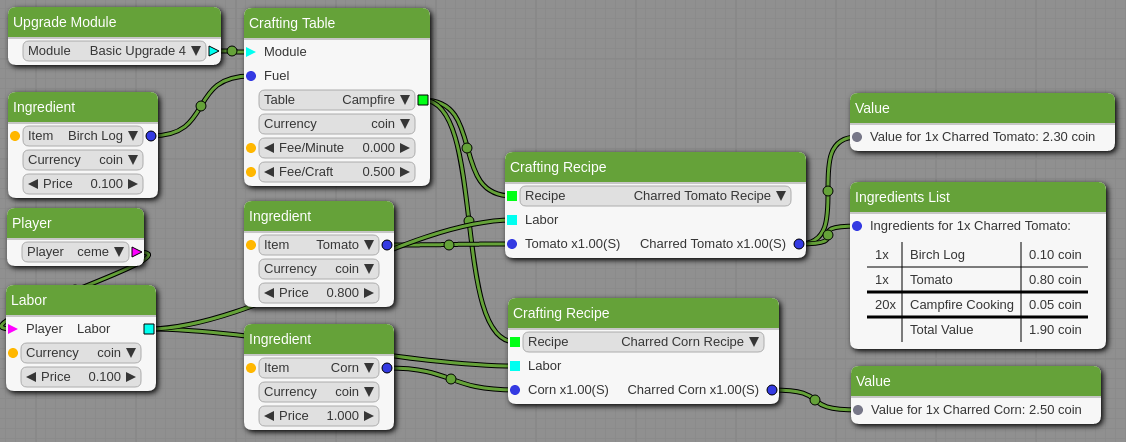 Upgrade Module
Module Basic Upgrade 4
Ingredient
Item Birch Log
Currency coin
Price 0.100
Player
Player ceme
Labor
Player Labor
Currency coin
Price 0.100
Crafting Table
Module
Fuel
Table Campfire
Currency coin
Fee/Minute 0.000
Fee/Craft 0.500
Ingredient
Item Tomato
Currency coin
Price 0.800
Ingredient
Item Corn
Currency coin
Price 1.000
Crafting Recipe
Recipe Charred Tomato Recipe
Labor
Tomato x1.00(S) Charred Tomato x1.00(S)
Crafting Recipe
Recipe Charred Corn Recipe
Labor
Corn x1.00(S) Charred Corn x1.00(S)
Value
Value for 1x Charred Tomato: 2.30 coin
Ingredients List
Ingredients for 1x Charred Tomato:
1x Birch Log 0.10 coin
1x Tomato 0.80 coin
20x Campfire Cooking 0.05 coin
Total Value 1.90 coin
Value
Value for 1x Charred Corn: 2.50 coin